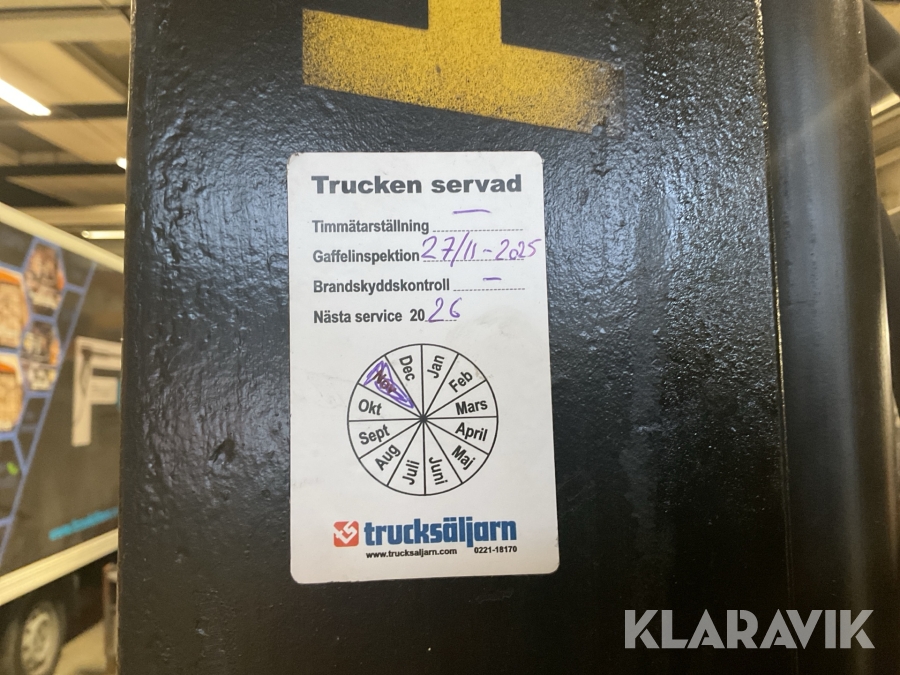 Trucken servad
Timmätarställning —
Gaffelinspektion 27/11-2025
Brandskyddskontroll —
Nästa service 2026
Jan
Feb
Mars
April
Maj
Juni
Juli
Aug
Sept
Okt
Nov
Dec
trucksäljarn
www.trucksaljarn.com 0221-18170
KLARAVIK